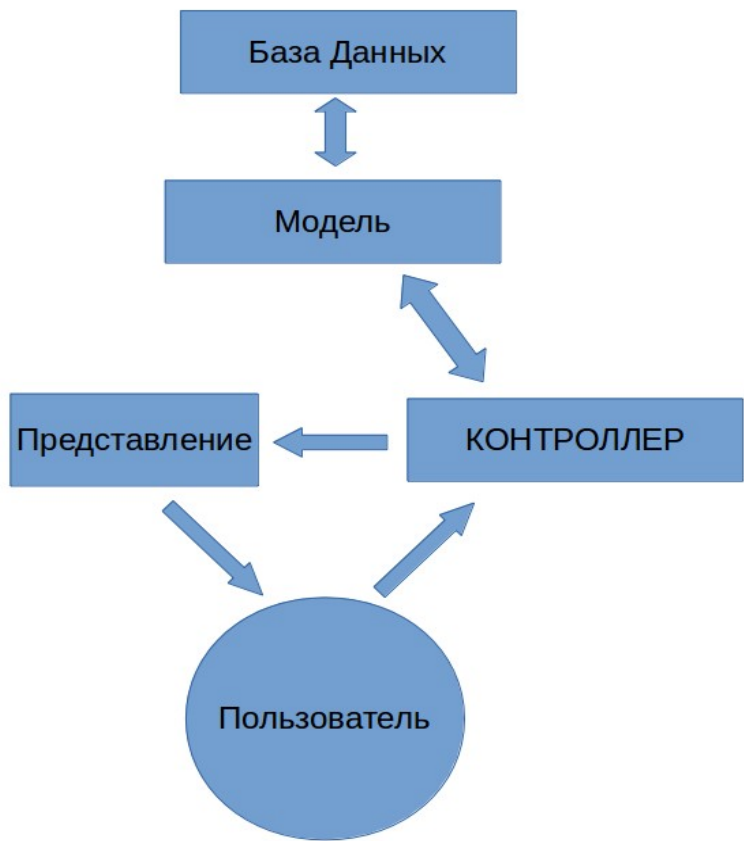 База Данных
Модель
Представление
КОНТРОЛЛЕР
Пользователь